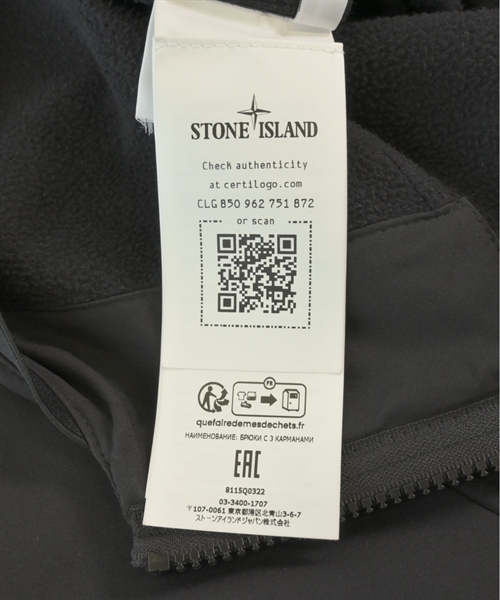 STONE ISLAND
Check authenticity
at certilogo.com
CLG 850 962 751 872
or scan
FR
quefairedemesdechets.fr
НАИМЕНОВАНИЕ: БРЮКИ С 3 КАРМАНАМИ
EAC
8115Q0322
03-3400-1707
〒107-0061 東京都港区北青山3-6-7
ストーンアイランドジャパン株式会社